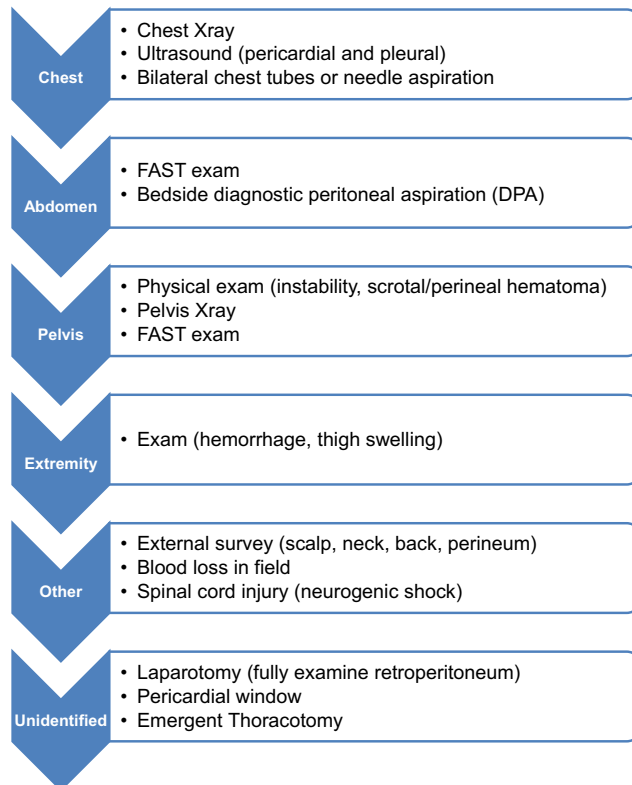 Chest
• Chest Xray
• Ultrasound (pericardial and pleural)
• Bilateral chest tubes or needle aspiration
Abdomen
• FAST exam
• Bedside diagnostic peritoneal aspiration (DPA)
Pelvis
• Physical exam (instability, scrotal/perineal hematoma)
• Pelvis Xray
• FAST exam
Extremity
• Exam (hemorrhage, thigh swelling)
Other
• External survey (scalp, neck, back, perineum)
• Blood loss in field
• Spinal cord injury (neurogenic shock)
Unidentified
• Laparotomy (fully examine retroperitoneum)
• Pericardial window
• Emergent Thoracotomy